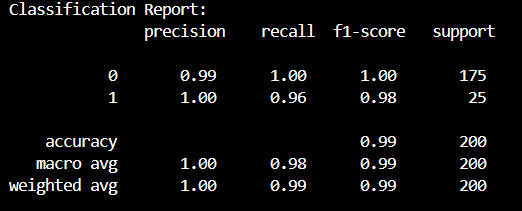 Classification Report:
precision recall f1-score support
0 0.99 1.00 1.00 175
1 1.00 0.96 0.98 25
accuracy 0.99 200
macro avg 1.00 0.98 0.99 200
weighted avg 1.00 0.99 0.99 200